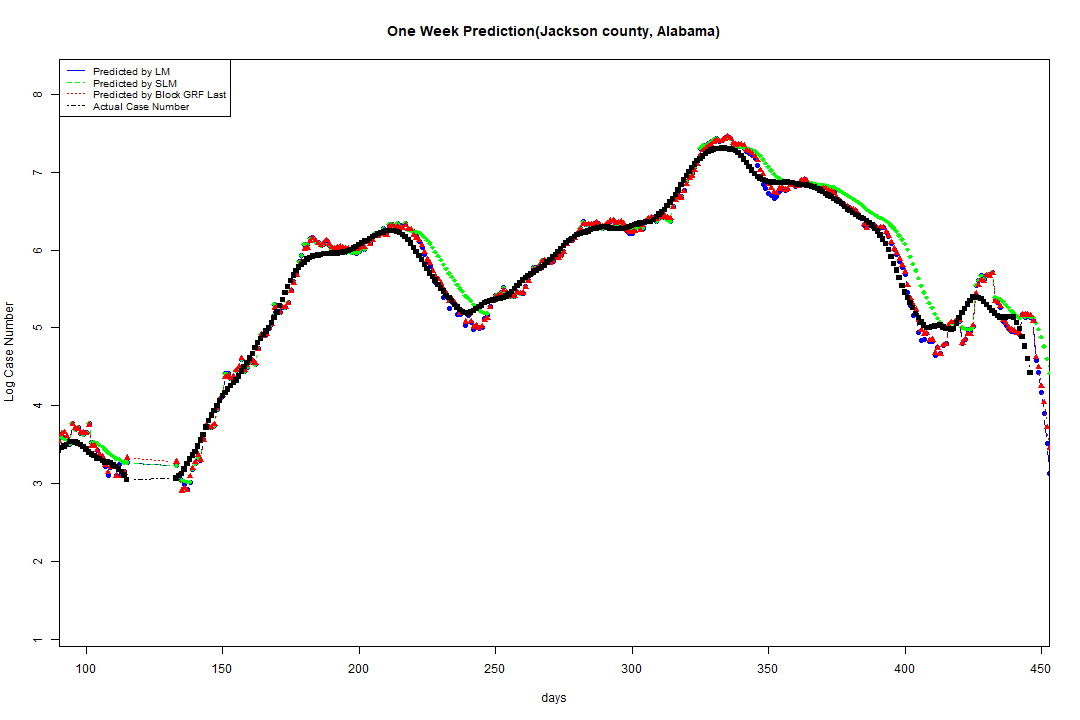 One Week Prediction(Jackson county, Alabama)
Predicted by LM
Predicted by SLM
Predicted by Block GRF Last
Actual Case Number
Log Case Number
8
7
6
5
4
3
2
1
100 150 200 250 300 350 400 450
days